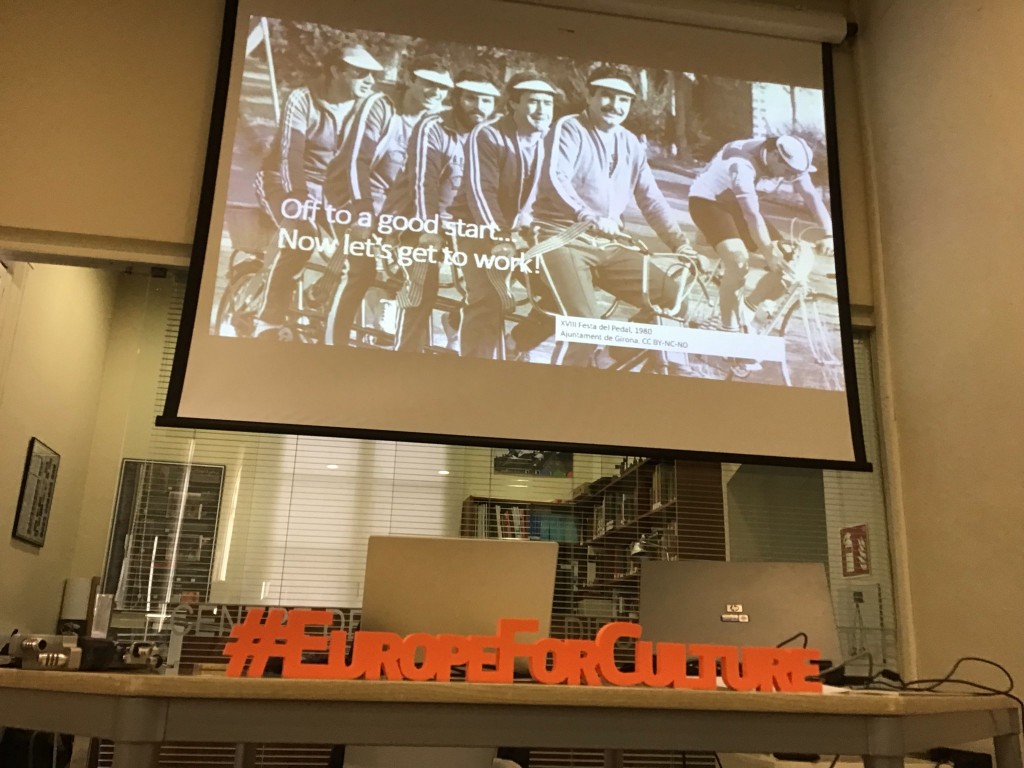 Off to a good start...
Now let's get to work!
XVIII Festa del Pedal, 1980
Ajuntament de Girona. CC BY-NC-ND
hp
#EUROPEFORCULTURE